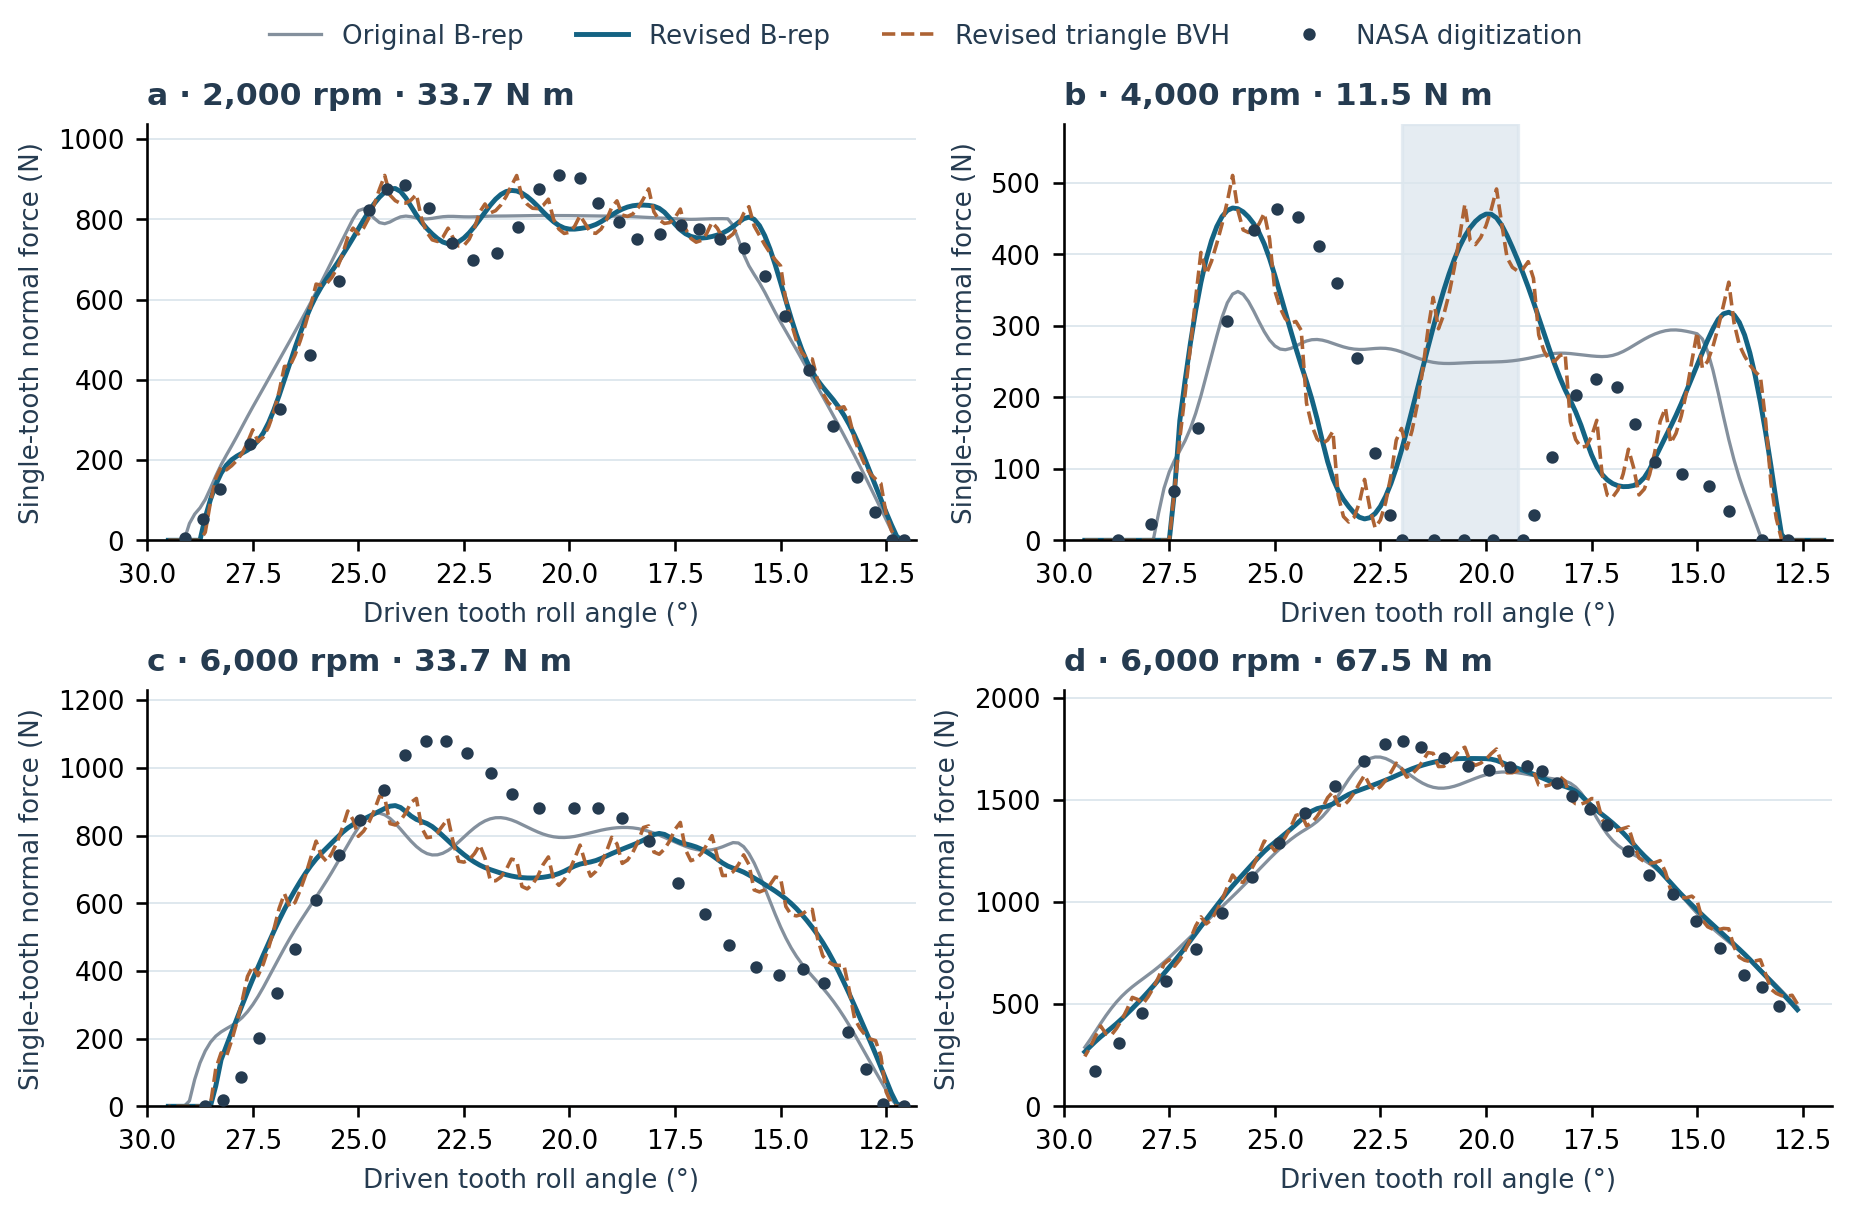 Original B-rep Revised B-rep Revised triangle BVH NASA digitization
a · 2,000 rpm · 33.7 N m
Single-tooth normal force (N)
1000
800
600
400
200
0
30.0 27.5 25.0 22.5 20.0 17.5 15.0 12.5
Driven tooth roll angle (°)
b · 4,000 rpm · 11.5 N m
Single-tooth normal force (N)
500
400
300
200
100
0
30.0 27.5 25.0 22.5 20.0 17.5 15.0 12.5
Driven tooth roll angle (°)
c · 6,000 rpm · 33.7 N m
Single-tooth normal force (N)
1200
1000
800
600
400
200
0
30.0 27.5 25.0 22.5 20.0 17.5 15.0 12.5
Driven tooth roll angle (°)
d · 6,000 rpm · 67.5 N m
Single-tooth normal force (N)
2000
1500
1000
500
0
30.0 27.5 25.0 22.5 20.0 17.5 15.0 12.5
Driven tooth roll angle (°)